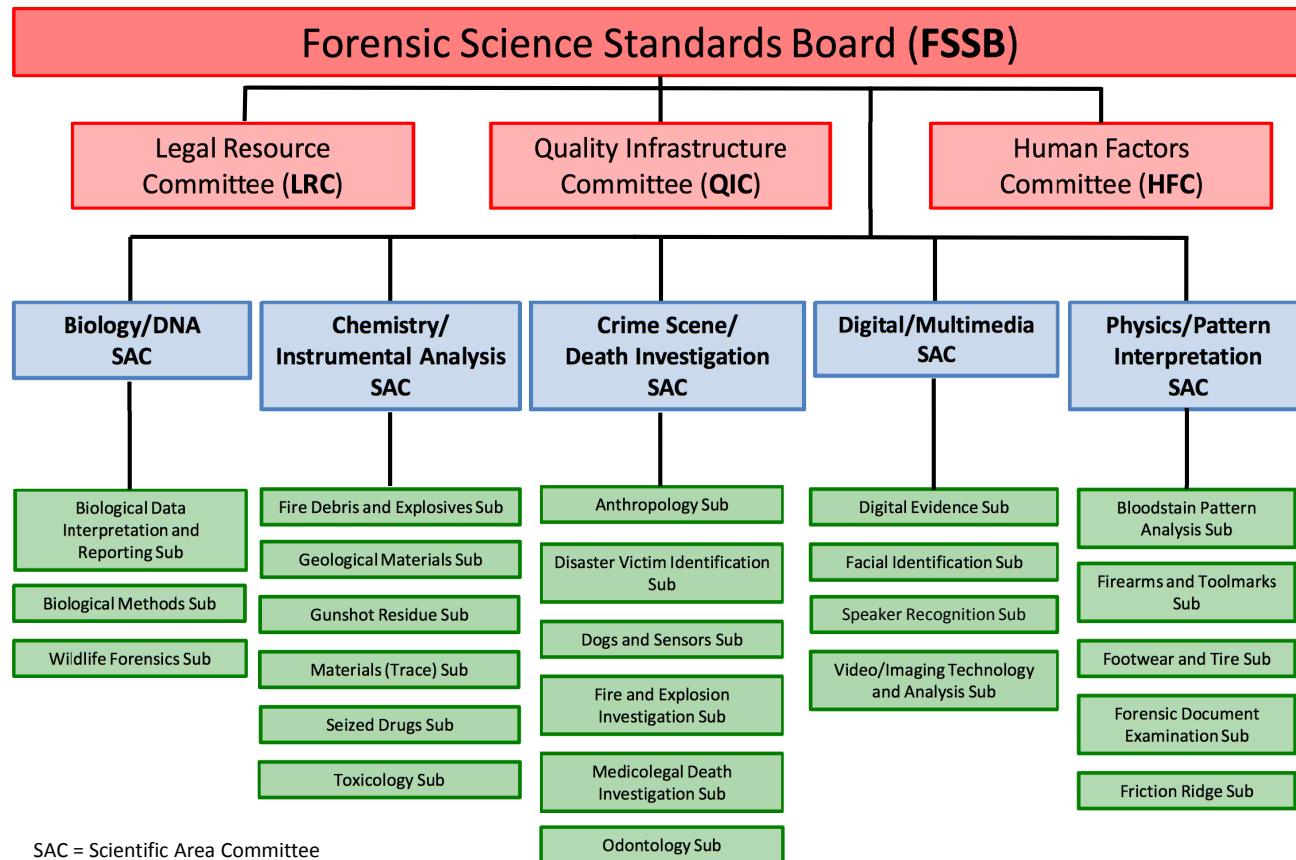 Forensic Science Standards Board (FSSB)
Legal Resource
Committee (LRC)
Quality Infrastructure
Committee (QIC)
Human Factors
Committee (HFC)
Biology/DNA
SAC
Chemistry/
Instrumental Analysis
SAC
Crime Scene/
Death Investigation
SAC
Digital/Multimedia
SAC
Physics/Pattern
Interpretation
SAC
Biological Data
Interpretation and
Reporting Sub
Biological Methods Sub
Wildlife Forensics Sub
Fire Debris and Explosives Sub
Geological Materials Sub
Gunshot Residue Sub
Materials (Trace) Sub
Seized Drugs Sub
Toxicology Sub
Anthropology Sub
Disaster Victim Identification
Sub
Dogs and Sensors Sub
Fire and Explosion
Investigation Sub
Medicolegal Death
Investigation Sub
Odontology Sub
Digital Evidence Sub
Facial Identification Sub
Speaker Recognition Sub
Video/Imaging Technology
and Analysis Sub
Bloodstain Pattern
Analysis Sub
Firearms and Toolmarks
Sub
Footwear and Tire Sub
Forensic Document
Examination Sub
Friction Ridge Sub
SAC = Scientific Area Committee